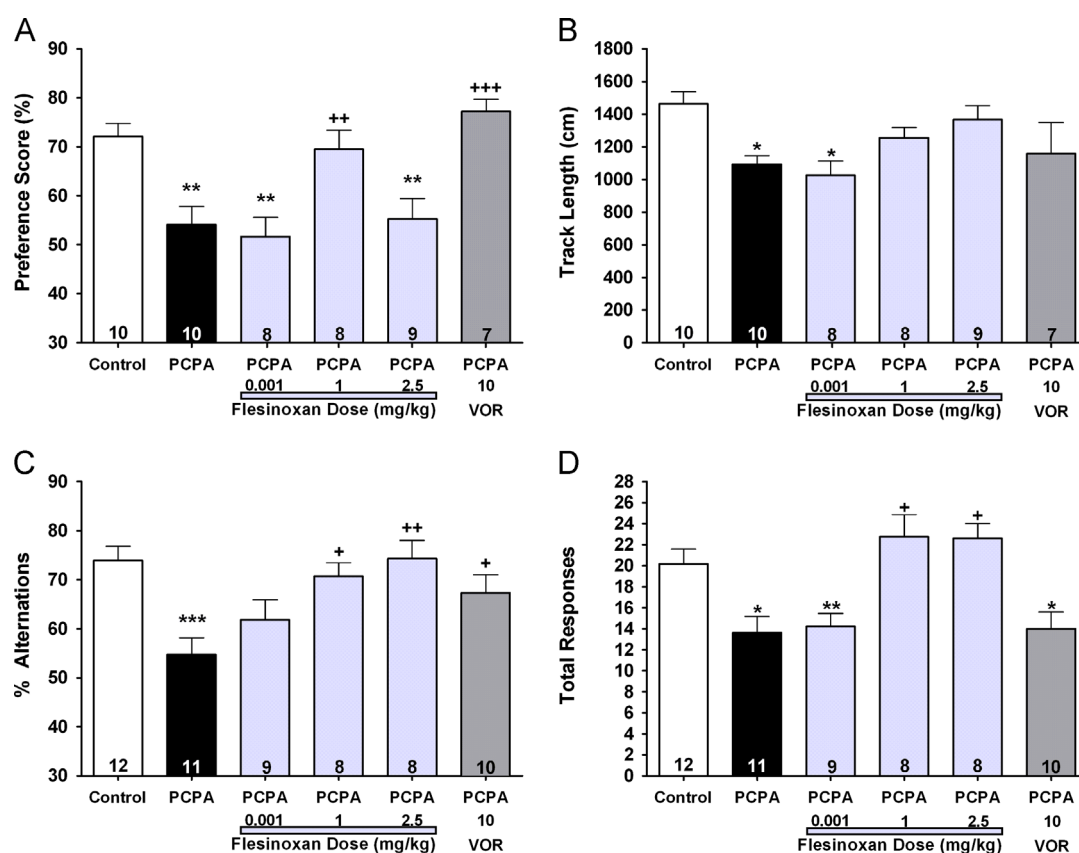 A
Preference Score (%)
90
80
70
60
50
40
30
** ** ++ ** +++
10 10 8 8 9 7
Control PCPA PCPA PCPA PCPA PCPA
0.001 1 2.5 10
Flesinoxan Dose (mg/kg) VOR
B
Track Length (cm)
1800
1600
1400
1200
1000
800
600
400
200
0
* *
10 10 8 8 9 7
Control PCPA PCPA PCPA PCPA PCPA
0.001 1 2.5 10
Flesinoxan Dose (mg/kg) VOR
C
% Alternations
90
80
70
60
50
40
30
*** + ++ +
12 11 9 8 8 10
Control PCPA PCPA PCPA PCPA PCPA
0.001 1 2.5 10
Flesinoxan Dose (mg/kg) VOR
D
Total Responses
28
26
24
22
20
18
16
14
12
10
8
6
4
2
0
* ** + + *
12 11 9 8 8 10
Control PCPA PCPA PCPA PCPA PCPA
0.001 1 2.5 10
Flesinoxan Dose (mg/kg) VOR